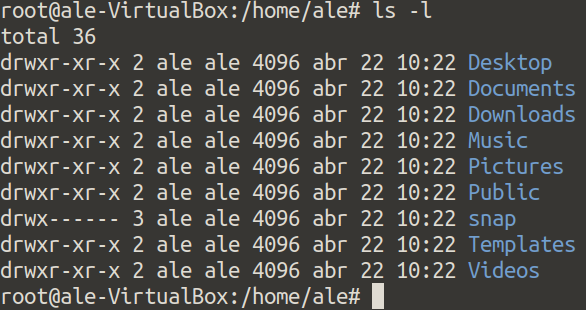 root@ale-VirtualBox:/home/ale# ls -l
total 36
drwxr-xr-x 2 ale ale 4096 abr 22 10:22 Desktop
drwxr-xr-x 2 ale ale 4096 abr 22 10:22 Documents
drwxr-xr-x 2 ale ale 4096 abr 22 10:22 Downloads
drwxr-xr-x 2 ale ale 4096 abr 22 10:22 Music
drwxr-xr-x 2 ale ale 4096 abr 22 10:22 Pictures
drwxr-xr-x 2 ale ale 4096 abr 22 10:22 Public
drwx------ 3 ale ale 4096 abr 22 10:22 snap
drwxr-xr-x 2 ale ale 4096 abr 22 10:22 Templates
drwxr-xr-x 2 ale ale 4096 abr 22 10:22 Videos
root@ale-VirtualBox:/home/ale#